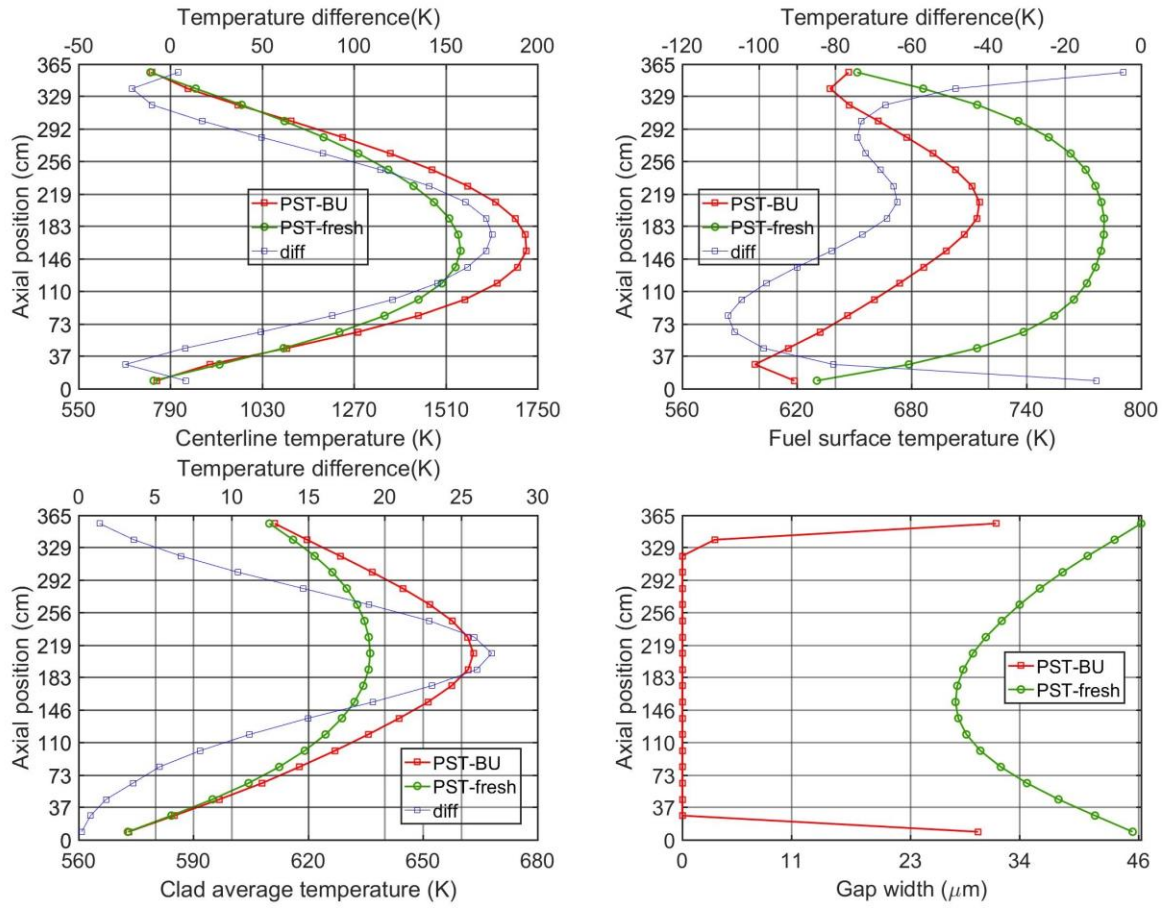 Temperature difference(K)
-50 0 50 100 150 200
365
329
292
256
219
183
146
110
73
37
0
Axial position (cm)
PST-BU
PST-fresh
diff
550 790 1030 1270 1510 1750
Centerline temperature (K)
Temperature difference(K)
-120 -100 -80 -60 -40 -20 0
365
329
292
256
219
183
146
110
73
37
0
Axial position (cm)
PST-BU
PST-fresh
diff
560 620 680 740 800
Fuel surface temperature (K)
Temperature difference(K)
0 5 10 15 20 25 30
365
329
292
256
219
183
146
110
73
37
0
Axial position (cm)
PST-BU
PST-fresh
diff
560 590 620 650 680
Clad average temperature (K)
365
329
292
256
219
183
146
110
73
37
0
Axial position (cm)
PST-BU
PST-fresh
0 11 23 34 46
Gap width (μm)